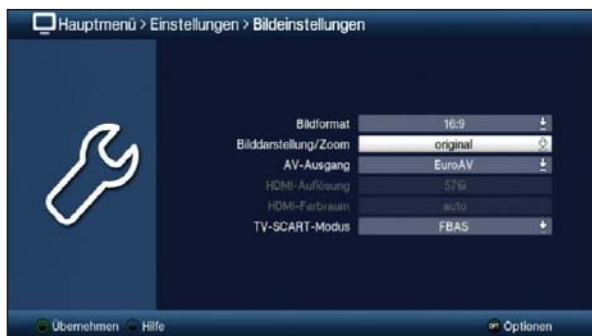 Hauptmenü > Einstellungen > Bildeinstellungen
Bildformat 16:9
Bilddarstellung/Zoom original
AV-Ausgang EuroAV
HDMI-Auflösung 576i
HDMI-Farbraum auto
TV-SCART-Modus FBAS
Übernehmen Hilfe Optionen